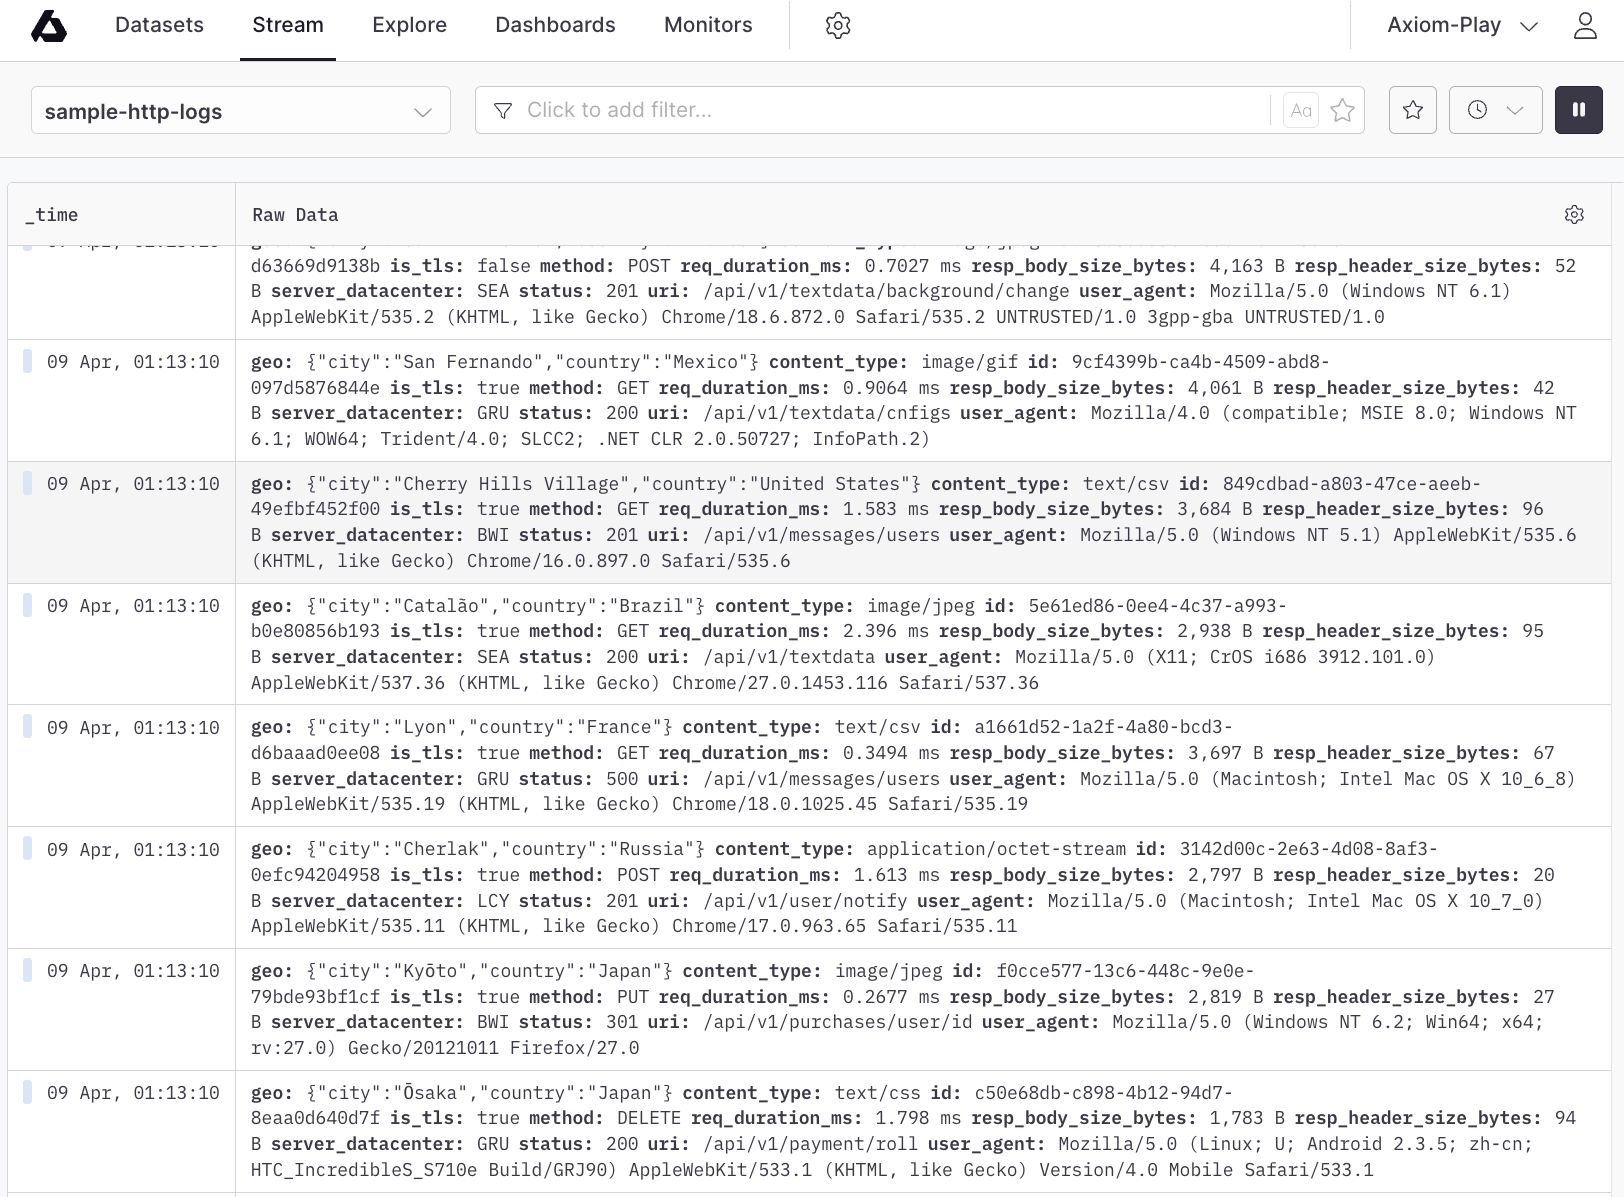 Datasets Stream Explore Dashboards Monitors Axiom-Play
sample-http-logs Click to add filter... Aa
_time Raw Data
d63669d9138b is_tls: false method: POST req_duration_ms: 0.7027 ms resp_body_size_bytes: 4,163 B resp_header_size_bytes: 52
B server_datacenter: SEA status: 201 uri: /api/v1/textdata/background/change user_agent: Mozilla/5.0 (Windows NT 6.1)
AppleWebKit/535.2 (KHTML, like Gecko) Chrome/18.6.872.0 Safari/535.2 UNTRUSTED/1.0 3gpp-gba UNTRUSTED/1.0
09 Apr, 01:13:10 geo: {"city":"San Fernando","country":"Mexico"} content_type: image/gif id: 9cf4399b-ca4b-4509-abd8-
097d5876844e is_tls: true method: GET req_duration_ms: 0.9064 ms resp_body_size_bytes: 4,061 B resp_header_size_bytes: 42
B server_datacenter: GRU status: 200 uri: /api/v1/textdata/cnfigs user_agent: Mozilla/4.0 (compatible; MSIE 8.0; Windows NT
6.1; WOW64; Trident/4.0; SLCC2; .NET CLR 2.0.50727; InfoPath.2)
09 Apr, 01:13:10 geo: {"city":"Cherry Hills Village","country":"United States"} content_type: text/csv id: 849cdbad-a803-47ce-aeeb-
49efbf452f00 is_tls: true method: GET req_duration_ms: 1.583 ms resp_body_size_bytes: 3,684 B resp_header_size_bytes: 96
B server_datacenter: BWI status: 201 uri: /api/v1/messages/users user_agent: Mozilla/5.0 (Windows NT 5.1) AppleWebKit/535.6
(KHTML, like Gecko) Chrome/16.0.897.0 Safari/535.6
09 Apr, 01:13:10 geo: {"city":"Catalão","country":"Brazil"} content_type: image/jpeg id: 5e61ed86-0ee4-4c37-a993-
b0e80856b193 is_tls: true method: GET req_duration_ms: 2.396 ms resp_body_size_bytes: 2,938 B resp_header_size_bytes: 95
B server_datacenter: SEA status: 200 uri: /api/v1/textdata user_agent: Mozilla/5.0 (X11; CrOS i686 3912.101.0)
AppleWebKit/537.36 (KHTML, like Gecko) Chrome/27.0.1453.116 Safari/537.36
09 Apr, 01:13:10 geo: {"city":"Lyon","country":"France"} content_type: text/csv id: a1661d52-1a2f-4a80-bcd3-
d6baaad0ee08 is_tls: true method: GET req_duration_ms: 0.3494 ms resp_body_size_bytes: 3,697 B resp_header_size_bytes: 67
B server_datacenter: GRU status: 500 uri: /api/v1/messages/users user_agent: Mozilla/5.0 (Macintosh; Intel Mac OS X 10_6_8)
AppleWebKit/535.19 (KHTML, like Gecko) Chrome/18.0.1025.45 Safari/535.19
09 Apr, 01:13:10 geo: {"city":"Cherlak","country":"Russia"} content_type: application/octet-stream id: 3142d00c-2e63-4d08-8af3-
0efc94204958 is_tls: true method: POST req_duration_ms: 1.613 ms resp_body_size_bytes: 2,797 B resp_header_size_bytes: 20
B server_datacenter: LCY status: 201 uri: /api/v1/user/notify user_agent: Mozilla/5.0 (Macintosh; Intel Mac OS X 10_7_0)
AppleWebKit/535.11 (KHTML, like Gecko) Chrome/17.0.963.65 Safari/535.11
09 Apr, 01:13:10 geo: {"city":"Kyōto","country":"Japan"} content_type: image/jpeg id: f0cce577-13c6-448c-9e0e-
79bde93bf1cf is_tls: true method: PUT req_duration_ms: 0.2677 ms resp_body_size_bytes: 2,819 B resp_header_size_bytes: 27
B server_datacenter: BWI status: 301 uri: /api/v1/purchases/user/id user_agent: Mozilla/5.0 (Windows NT 6.2; Win64; x64;
rv:27.0) Gecko/20121011 Firefox/27.0
09 Apr, 01:13:10 geo: {"city":"Ōsaka","country":"Japan"} content_type: text/css id: c50e68db-c898-4b12-94d7-
8eaa0d640d7f is_tls: true method: DELETE req_duration_ms: 1.798 ms resp_body_size_bytes: 1,783 B resp_header_size_bytes: 94
B server_datacenter: GRU status: 200 uri: /api/v1/payment/roll user_agent: Mozilla/5.0 (Linux; U; Android 2.3.5; zh-cn;
HTC_IncredibleS_S710e Build/GRJ90) AppleWebKit/533.1 (KHTML, like Gecko) Version/4.0 Mobile Safari/533.1